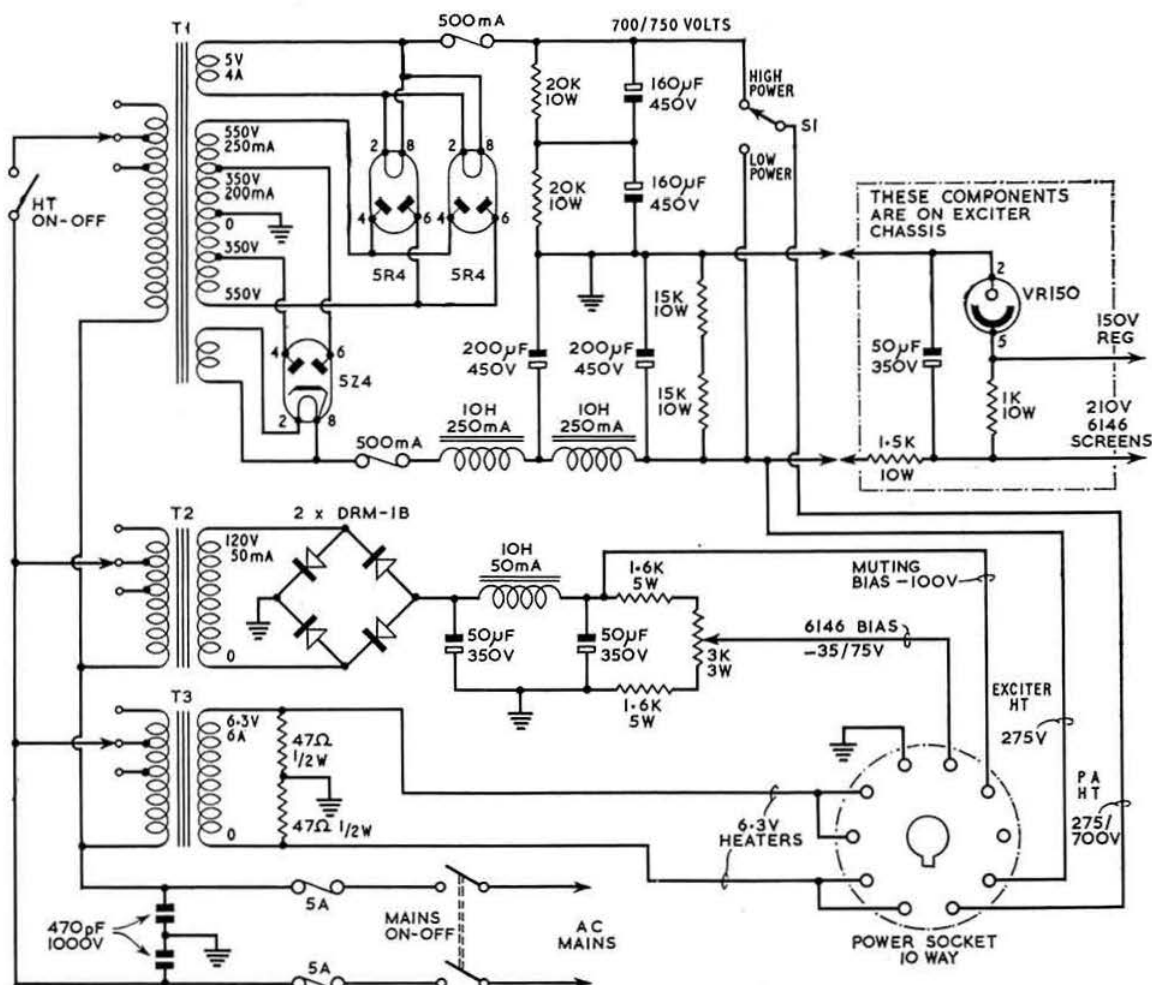 T1
500mA
700/750 VOLTS
5V
4A
20K
10W
160µF
450V
HIGH
POWER
S1
LOW
POWER
550V
250mA
350V
200mA
0
350V
550V
HT
ON-OFF
2
8
2
8
4
6
4
6
5R4
5R4
20K
10W
160µF
450V
THESE COMPONENTS
ARE ON EXCITER
CHASSIS
2
VR150
5
150V
REG
4
6
5Z4
2
8
200µF
450V
200µF
450V
15K
10W
15K
10W
50µF
350V
1K
10W
210V
6146
SCREENS
500mA
10H
250mA
10H
250mA
1·5K
10W
T2
120V
50mA
0
2 x DRM-1B
10H
50mA
1·6K
5W
MUTING
BIAS -100V
50µF
350V
50µF
350V
3K
3W
6146 BIAS
-35/75V
1·6K
5W
T3
6·3V
6A
0
47Ω
1/2W
47Ω 1/2W
EXCITER
HT
275V
PA
HT
275/
700V
6·3V
HEATERS
470pF
1000V
5A
MAINS
ON-OFF
AC
MAINS
5A
POWER SOCKET
10 WAY